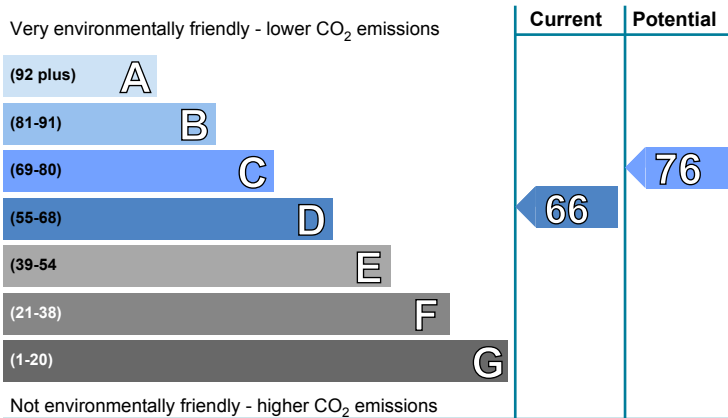 Very environmentally friendly - lower CO2 emissions
Current
Potential
(92 plus) A
(81-91) B
(69-80) C
(55-68) D
(39-54 E
(21-38) F
(1-20) G
66
76
Not environmentally friendly - higher CO2 emissions